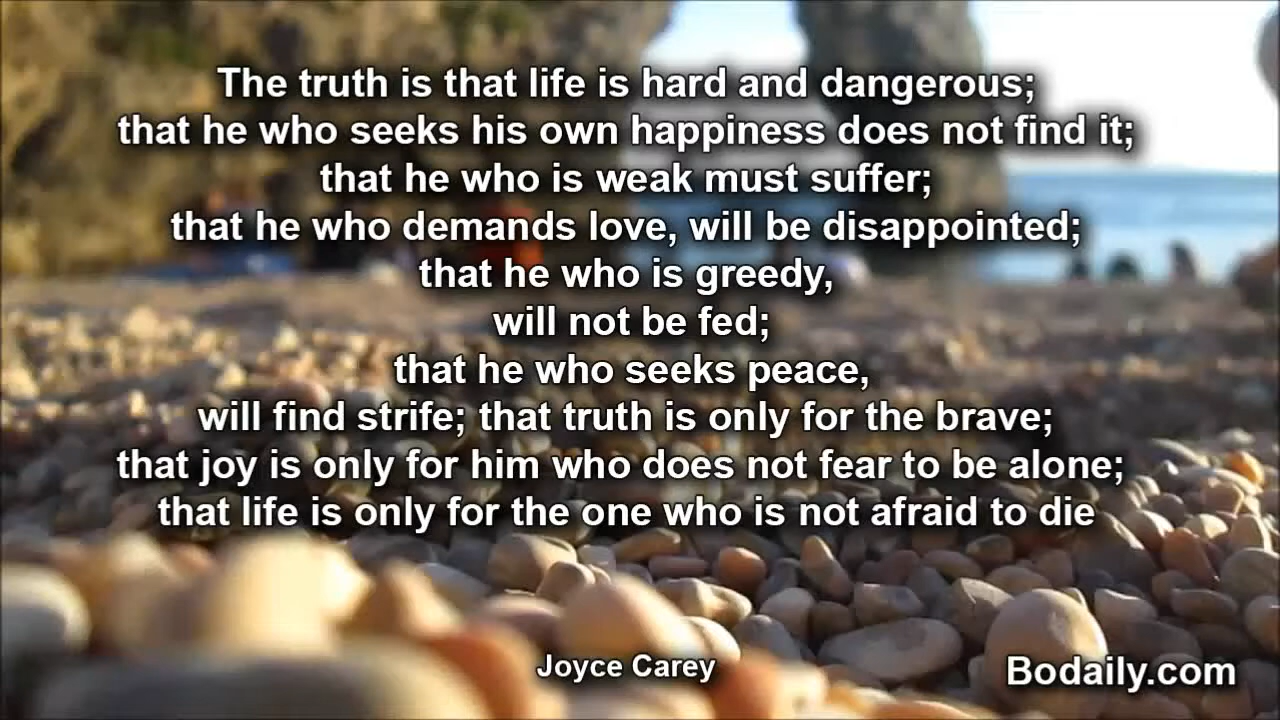 The truth is that life is hard and dangerous;
that he who seeks his own happiness does not find it;
that he who is weak must suffer;
that he who demands love, will be disappointed;
that he who is greedy,
will not be fed;
that he who seeks peace,
will find strife; that truth is only for the brave;
that joy is only for him who does not fear to be alone;
that life is only for the one who is not afraid to die
Joyce Carey
Bodaily.com